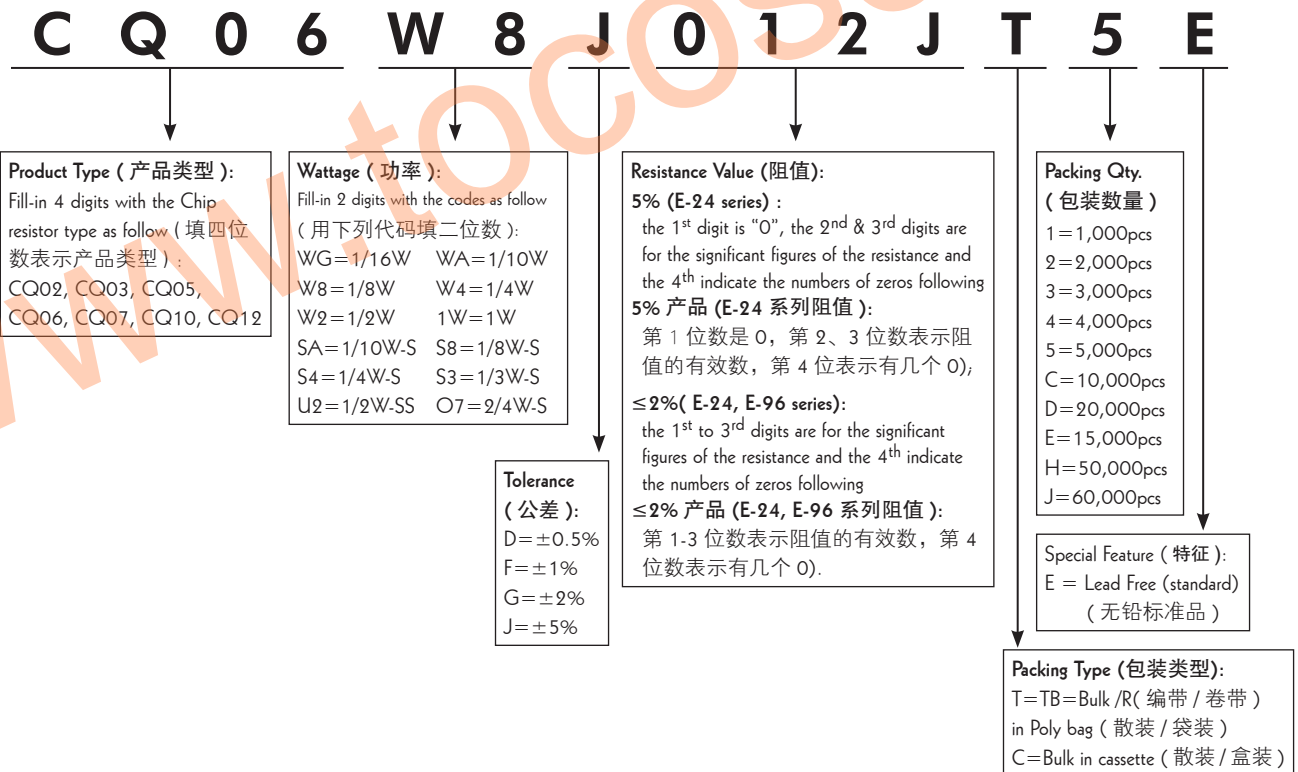 C Q 0 6 W 8 J 0 1 2 J T 5 E
Product Type ( 产品类型 ):
Fill-in 4 digits with the Chip
resistor type as follow ( 填四位
数表示产品类型 ) :
CQ02, CQ03, CQ05,
CQ06, CQ07, CQ10, CQ12
Wattage ( 功率 ):
Fill-in 2 digits with the codes as follow
( 用下列代码填二位数 ):
WG=1/16W WA=1/10W
W8=1/8W W4=1/4W
W2=1/2W 1W=1W
SA=1/10W-S S8=1/8W-S
S4=1/4W-S S3=1/3W-S
U2=1/2W-SS O7=2/4W-S
Tolerance
( 公差 ):
D=±0.5%
F=±1%
G=±2%
J=±5%
Resistance Value (阻值):
5% (E-24 series) :
the 1st digit is “0”, the 2nd & 3rd digits are
for the significant figures of the resistance and
the 4th indicate the numbers of zeros following
5% 产品 (E-24 系列阻值 ):
第 1 位数是 0，第 2、3 位数表示阻
值的有效数，第 4 位表示有几个 0);
≤2%( E-24, E-96 series):
the 1st to 3rd digits are for the significant
figures of the resistance and the 4th indicate
the numbers of zeros following
≤2% 产品 (E-24, E-96 系列阻值 ):
第 1-3 位数表示阻值的有效数，第 4
位数表示有几个 0).
Packing Qty.
( 包装数量 )
1=1,000pcs
2=2,000pcs
3=3,000pcs
4=4,000pcs
5=5,000pcs
C=10,000pcs
D=20,000pcs
E=15,000pcs
H=50,000pcs
J=60,000pcs
Special Feature ( 特征 ):
E = Lead Free (standard)
( 无铅标准品 )
Packing Type (包装类型):
T=TB=Bulk /R( 编带 / 卷带 )
in Poly bag ( 散装 / 袋装 )
C=Bulk in cassette ( 散装 / 盒装 )
www.tocos